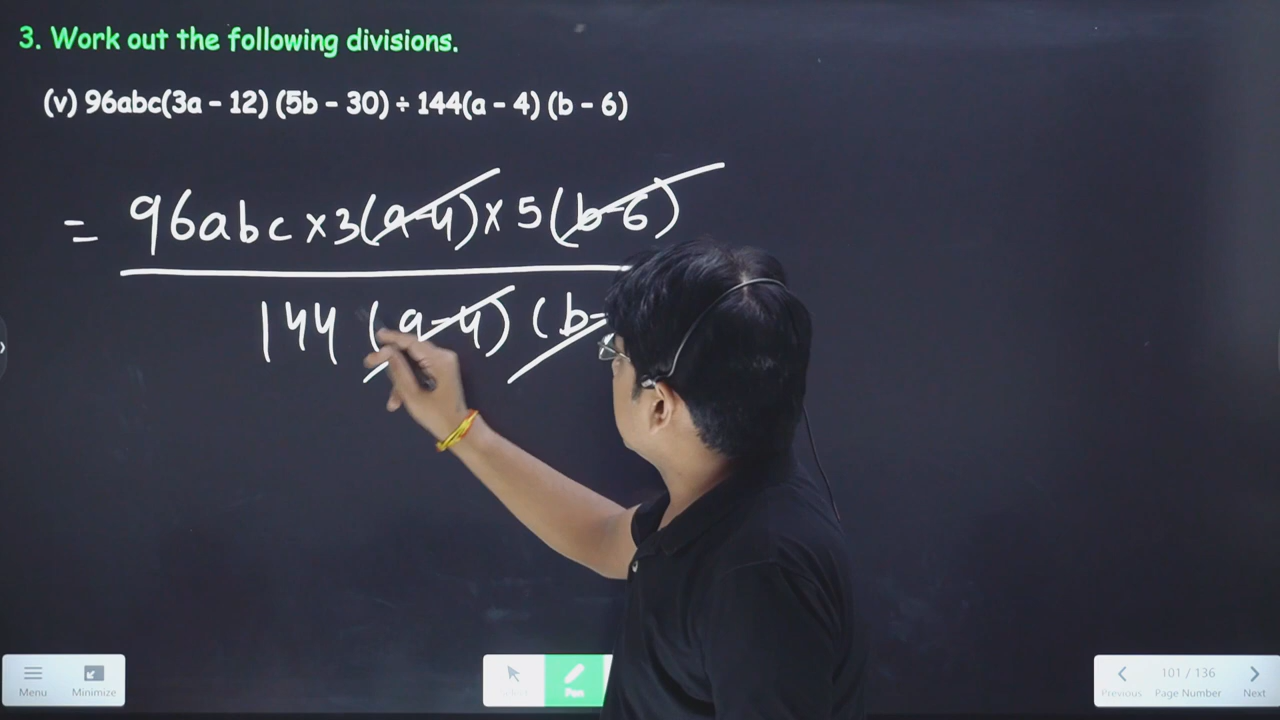 3. Work out the following divisions.
(v) 96abc(3a – 12) (5b – 30) ÷ 144(a – 4) (b – 6)
= 96abc × 3(a-4) × 5(b-6)
144 (a-4) (b-
Menu Minimize Select Pen Previous 101 / 136 Page Number Next